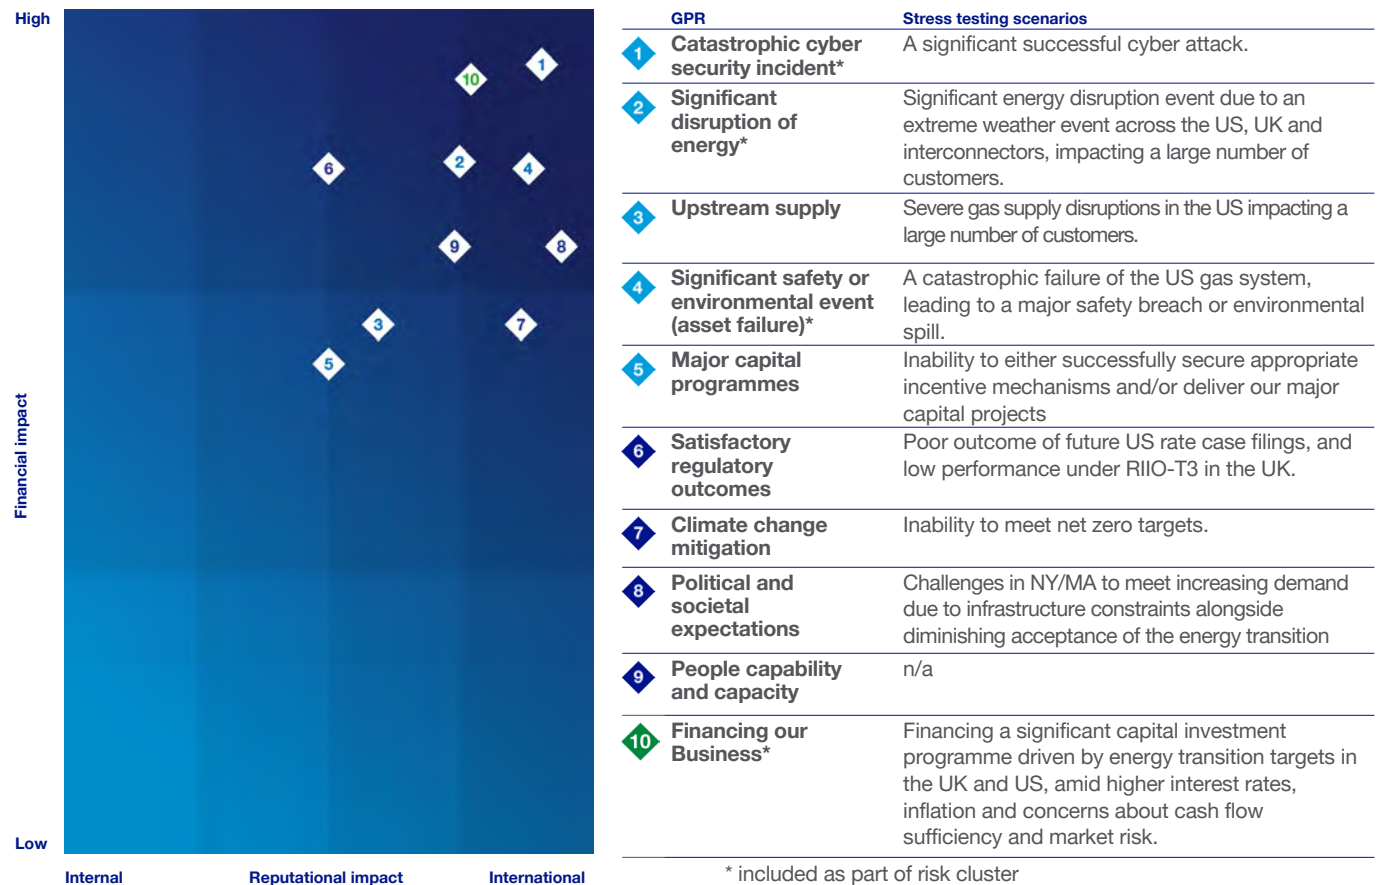 High
10
1
6
2
4
9
8
3
7
5
Financial impact
Low
Internal
Reputational impact
International
GPR
Stress testing scenarios
1
Catastrophic cyber
security incident*
A significant successful cyber attack.
2
Significant
disruption of
energy*
Significant energy disruption event due to an
extreme weather event across the US, UK and
interconnectors, impacting a large number of
customers.
3
Upstream supply
Severe gas supply disruptions in the US impacting a
large number of customers.
4
Significant safety or
environmental event
(asset failure)*
A catastrophic failure of the US gas system,
leading to a major safety breach or environmental
spill.
5
Major capital
programmes
Inability to either successfully secure appropriate
incentive mechanisms and/or deliver our major
capital projects
6
Satisfactory
regulatory
outcomes
Poor outcome of future US rate case filings, and
low performance under RIIO-T3 in the UK.
7
Climate change
mitigation
Inability to meet net zero targets.
8
Political and
societal
expectations
Challenges in NY/MA to meet increasing demand
due to infrastructure constraints alongside
diminishing acceptance of the energy transition
9
People capability
and capacity
n/a
10
Financing our
Business*
Financing a significant capital investment
programme driven by energy transition targets in
the UK and US, amid higher interest rates,
inflation and concerns about cash flow
sufficiency and market risk.
* included as part of risk cluster